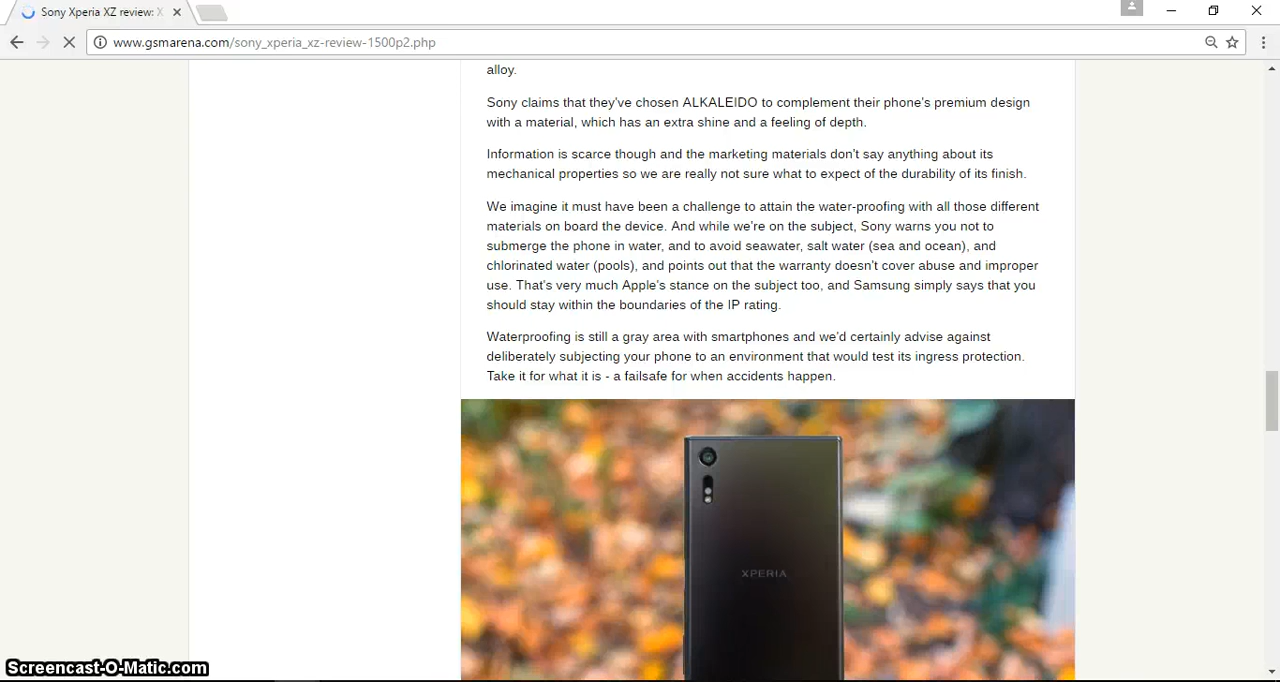 Sony Xperia XZ review: X
www.gsmarena.com/sony_xperia_xz-review-1500p2.php
alloy.
Sony claims that they've chosen ALKALEIDO to complement their phone's premium design
with a material, which has an extra shine and a feeling of depth.
Information is scarce though and the marketing materials don't say anything about its
mechanical properties so we are really not sure what to expect of the durability of its finish.
We imagine it must have been a challenge to attain the water-proofing with all those different
materials on board the device. And while we're on the subject, Sony warns you not to
submerge the phone in water, and to avoid seawater, salt water (sea and ocean), and
chlorinated water (pools), and points out that the warranty doesn't cover abuse and improper
use. That's very much Apple's stance on the subject too, and Samsung simply says that you
should stay within the boundaries of the IP rating.
Waterproofing is still a gray area with smartphones and we'd certainly advise against
deliberately subjecting your phone to an environment that would test its ingress protection.
Take it for what it is - a failsafe for when accidents happen.
XPERIA
Screencast-O-Matic.com